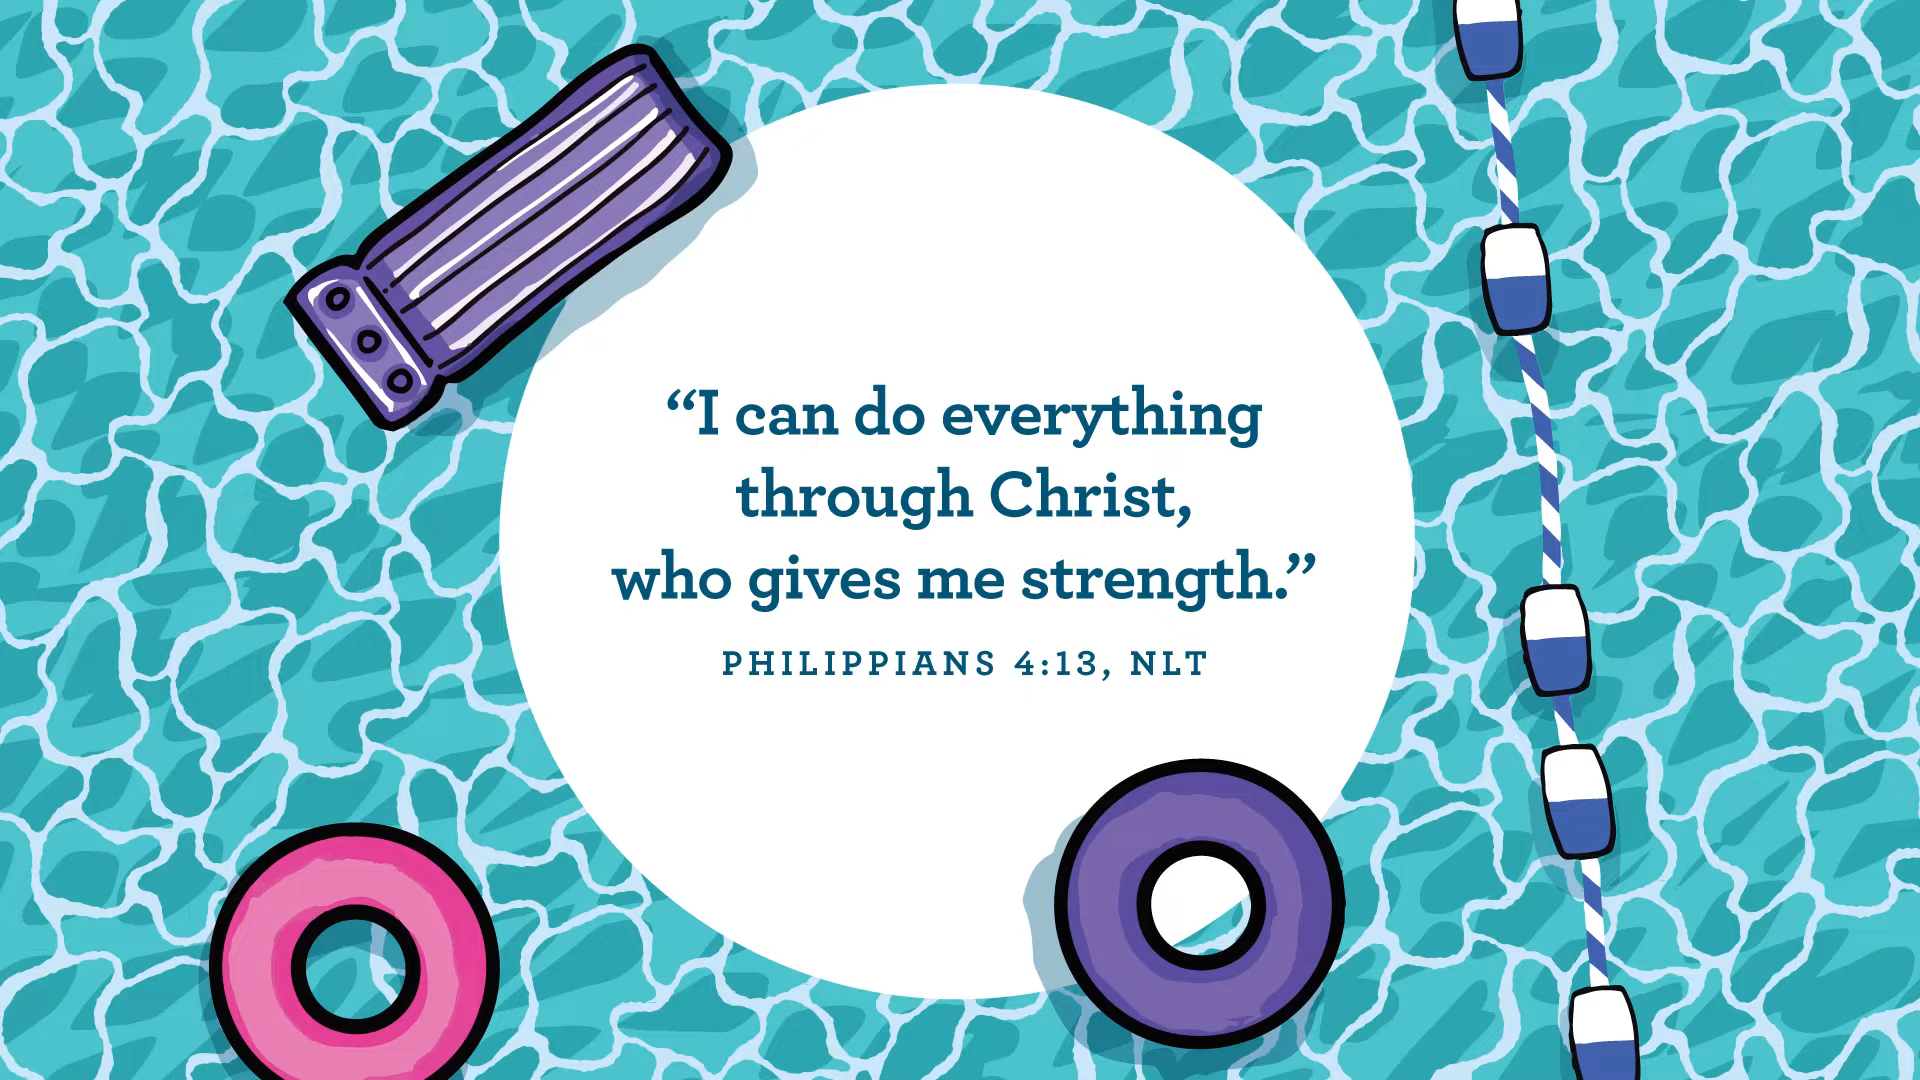 “I can do everything
through Christ,
who gives me strength.”
PHILIPPIANS 4:13, NLT